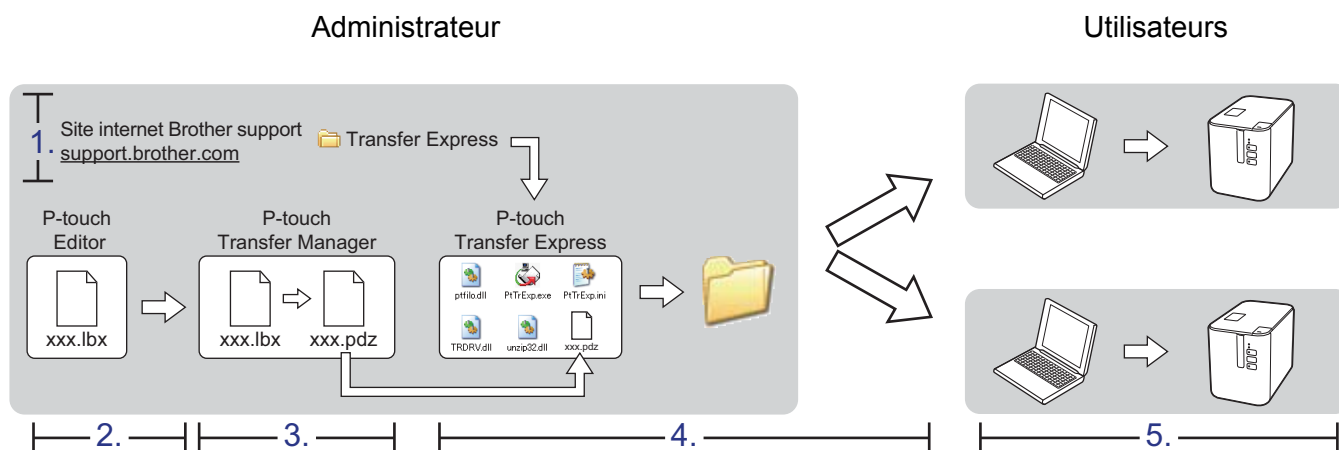 Administrateur
Utilisateurs
1.
Site internet Brother support
support.brother.com
Transfer Express
P-touch
Editor
xxx.lbx
P-touch
Transfer Manager
xxx.lbx
xxx.pdz
P-touch
Transfer Express
ptfilo.dll
PtTrExp.exe
PtTrExp.ini
TRDRV.dll
unzip32.dll
xxx.pdz
2.
3.
4.
5.